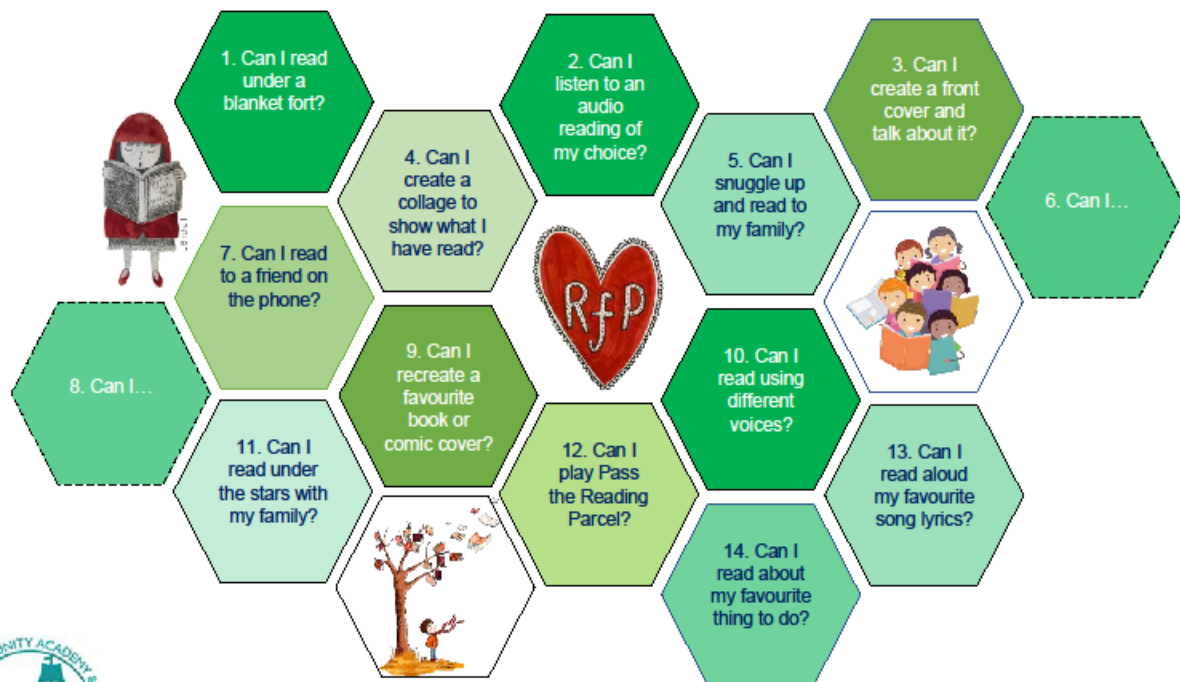 1. Can I read
under a
blanket fort?
2. Can I
listen to an
audio
reading of
my choice?
3. Can I
create a front
cover and
talk about it?
4. Can I
create a
collage to
show what I
have read?
5. Can I
snuggle up
and read to
my family?
6. Can I…
7. Can I read
to a friend on
the phone?
RfP
8. Can I…
9. Can I
recreate a
favourite
book or
comic cover?
10. Can I
read using
different
voices?
11. Can I
read under
the stars with
my family?
12. Can I
play Pass
the Reading
Parcel?
13. Can I
read aloud
my favourite
song lyrics?
14. Can I
read about
my favourite
thing to do?
ACADEMY &